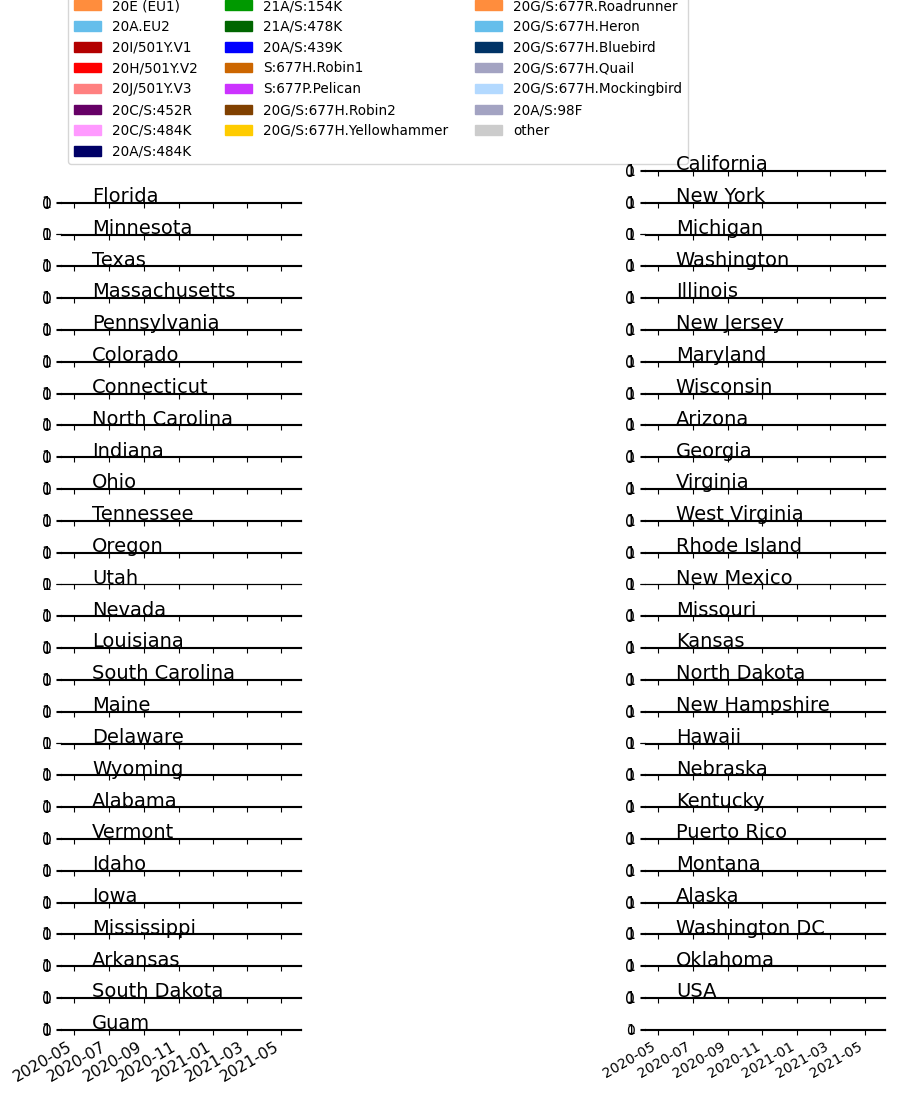 20E (EU1) 21A/S:154K 20G/S:677R.Roadrunner
20A.EU2 21A/S:478K 20G/S:677H.Heron
20I/501Y.V1 20A/S:439K 20G/S:677H.Bluebird
20H/501Y.V2 S:677H.Robin1 20G/S:677H.Quail
20J/501Y.V3 S:677P.Pelican 20G/S:677H.Mockingbird
20C/S:452R 20G/S:677H.Robin2 20A/S:98F
20C/S:484K 20G/S:677H.Yellowhammer other
20A/S:484K
California
Florida New York
Minnesota Michigan
Texas Washington
Massachusetts Illinois
Pennsylvania New Jersey
Colorado Maryland
Connecticut Wisconsin
North Carolina Arizona
Indiana Georgia
Ohio Virginia
Tennessee West Virginia
Oregon Rhode Island
Utah New Mexico
Nevada Missouri
Louisiana Kansas
South Carolina North Dakota
Maine New Hampshire
Delaware Hawaii
Wyoming Nebraska
Alabama Kentucky
Vermont Puerto Rico
Idaho Montana
Iowa Alaska
Mississippi Washington DC
Arkansas Oklahoma
South Dakota USA
Guam
2020-05 2020-07 2020-09 2020-11 2021-01 2021-03 2021-05 2020-05 2020-07 2020-09 2020-11 2021-01 2021-03 2021-05